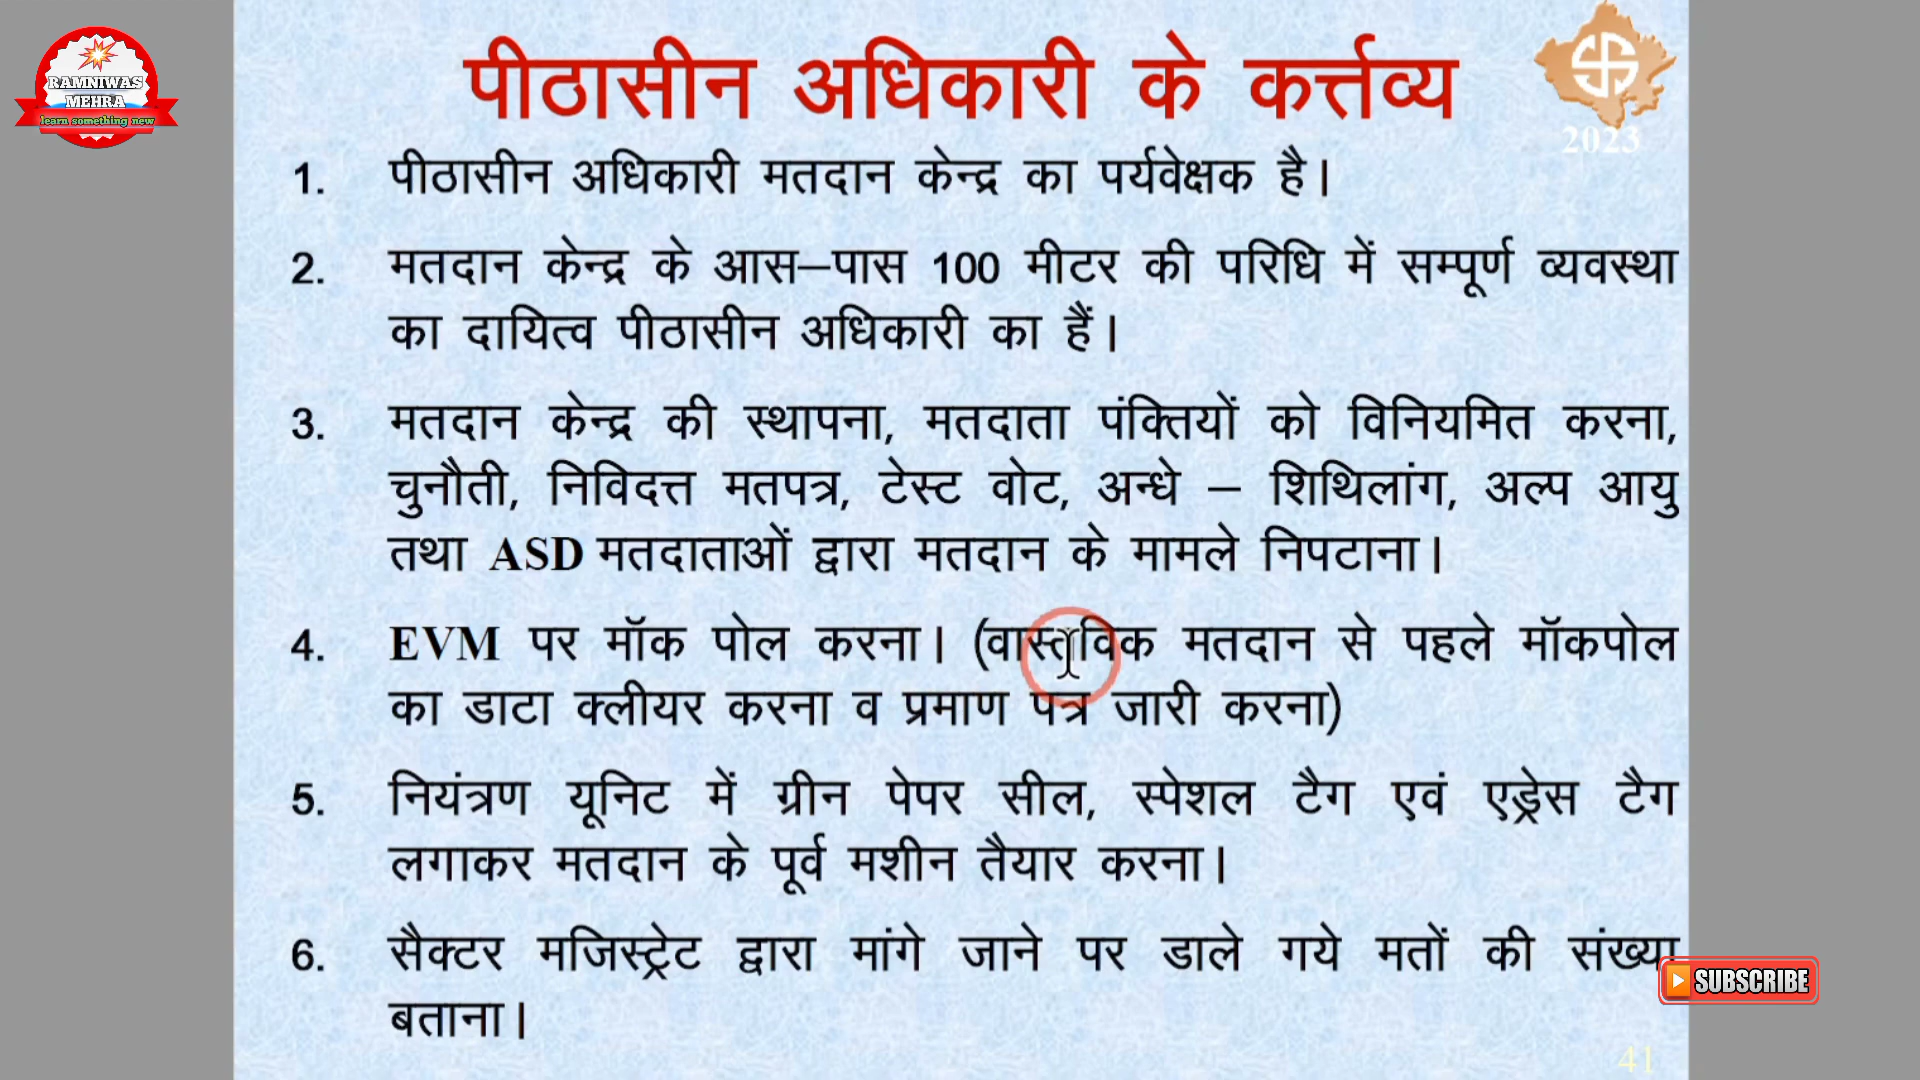 RAMNIWAS
MEHRA
learn something new
पीठासीन अधिकारी के कर्त्तव्य
2023
1. पीठासीन अधिकारी मतदान केन्द्र का पर्यवेक्षक है।
2. मतदान केन्द्र के आस–पास 100 मीटर की परिधि में सम्पूर्ण व्यवस्था
का दायित्व पीठासीन अधिकारी का हैं।
3. मतदान केन्द्र की स्थापना, मतदाता पंक्तियों को विनियमित करना,
चुनौती, निविदत्त मतपत्र, टेस्ट वोट, अन्धे – शिथिलांग, अल्प आयु
तथा ASD मतदाताओं द्वारा मतदान के मामले निपटाना।
4. EVM पर मॉक पोल करना। (वास्तविक मतदान से पहले मॉकपोल
का डाटा क्लीयर करना व प्रमाण पत्र जारी करना)
5. नियंत्रण यूनिट में ग्रीन पेपर सील, स्पेशल टैग एवं एड्रेस टैग
लगाकर मतदान के पूर्व मशीन तैयार करना।
6. सैक्टर मजिस्ट्रेट द्वारा मांगे जाने पर डाले गये मतों की संख्या
बताना।
SUBSCRIBE
41